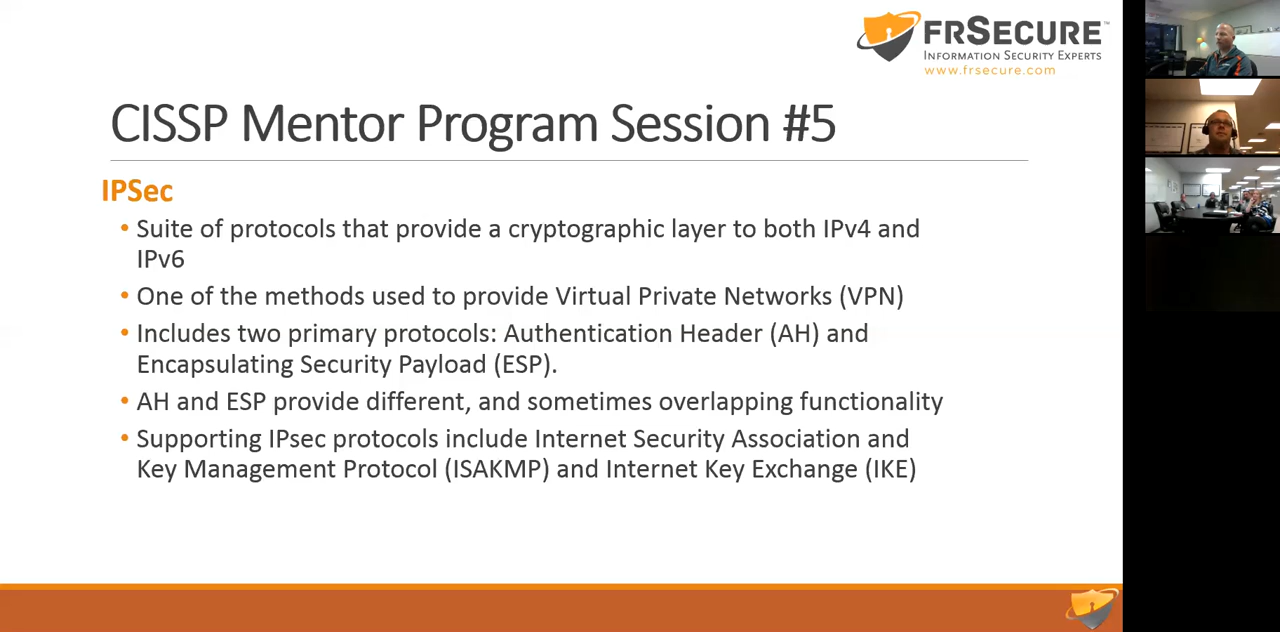 FRSECURE™
INFORMATION SECURITY EXPERTS
www.frsecure.com
CISSP Mentor Program Session #5
IPSec
• Suite of protocols that provide a cryptographic layer to both IPv4 and
IPv6
• One of the methods used to provide Virtual Private Networks (VPN)
• Includes two primary protocols: Authentication Header (AH) and
Encapsulating Security Payload (ESP).
• AH and ESP provide different, and sometimes overlapping functionality
• Supporting IPsec protocols include Internet Security Association and
Key Management Protocol (ISAKMP) and Internet Key Exchange (IKE)